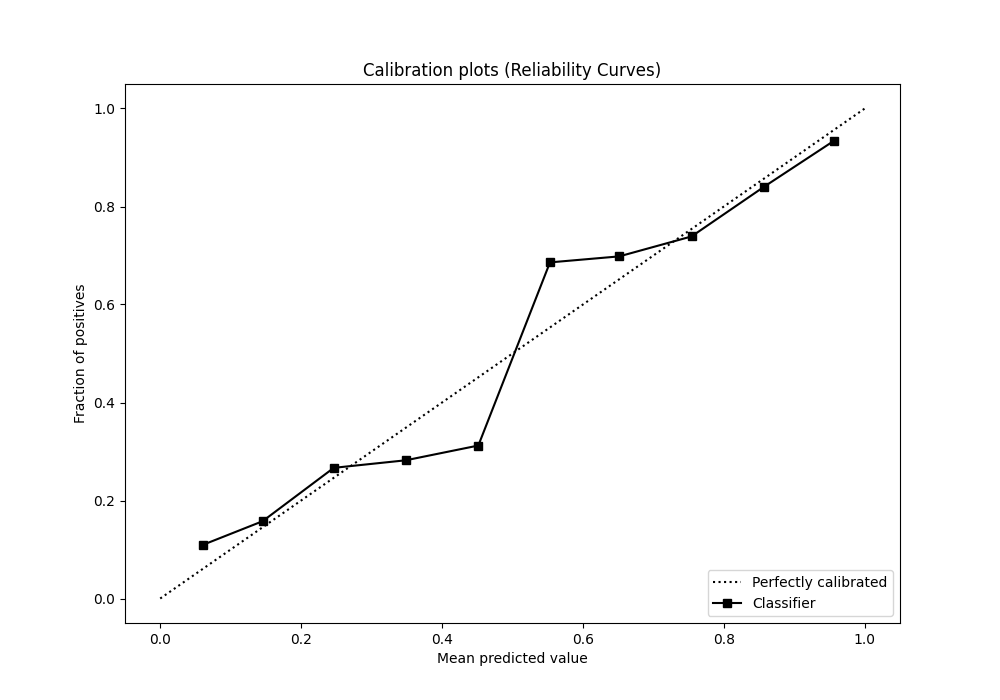 Calibration plots (Reliability Curves)
1.0
0.8
0.6
0.4
0.2
0.0
Fraction of positives
0.0 0.2 0.4 0.6 0.8 1.0
Mean predicted value
Perfectly calibrated
Classifier